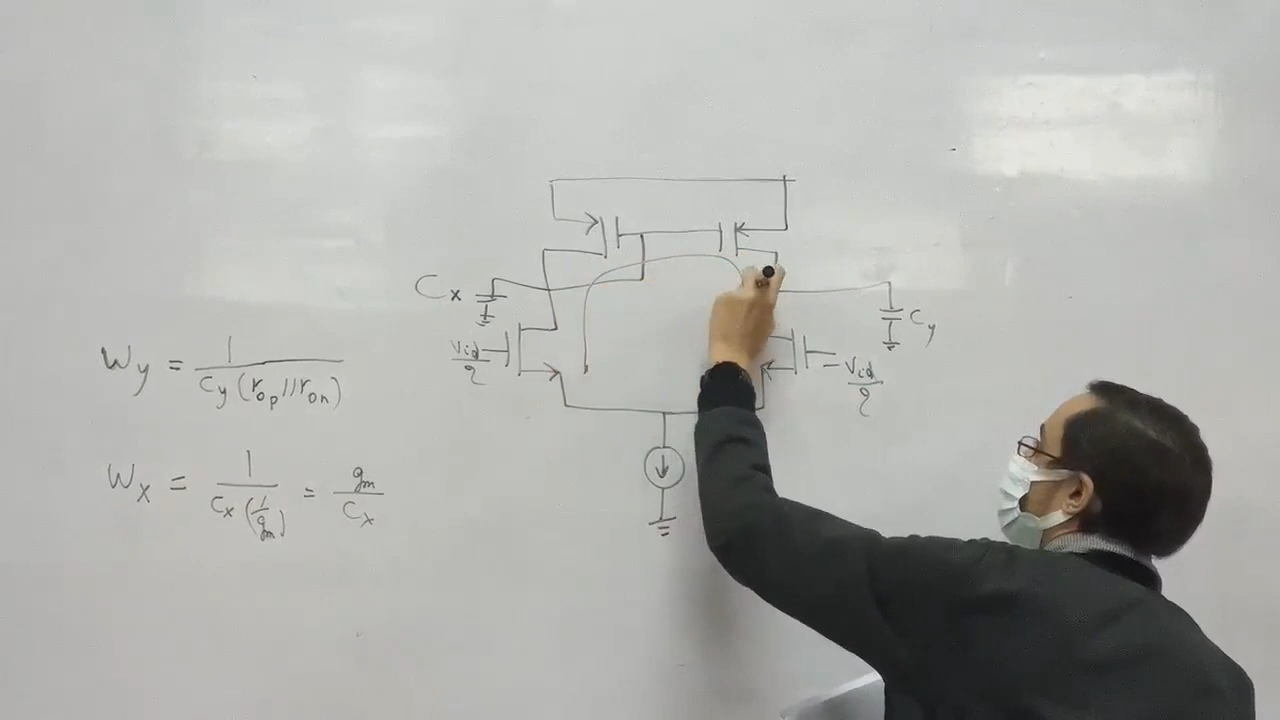 Cx
Cy
Vid/2
-Vid/2
Wy = 1/Cy(rop//ron)
Wx = 1/Cx(1/gm) = gm/Cx